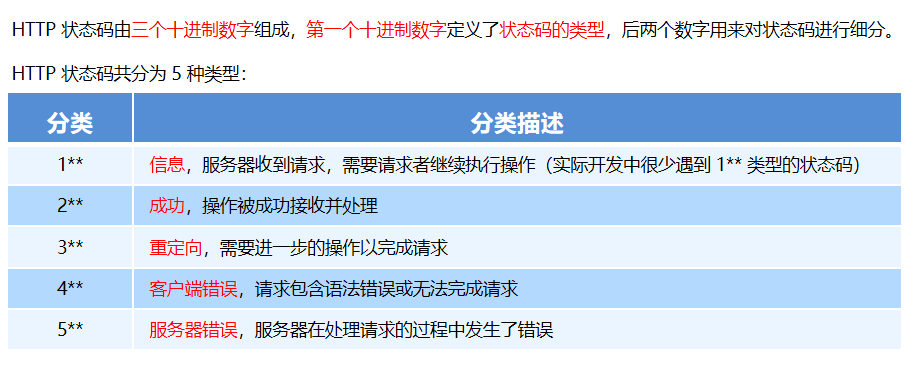 HTTP 状态码由三个十进制数字组成，第一个十进制数字定义了状态码的类型，后两个数字用来对状态码进行细分。
HTTP 状态码共分为 5 种类型：
分类 分类描述
1** 信息，服务器收到请求，需要请求者继续执行操作（实际开发中很少遇到 1** 类型的状态码）
2** 成功，操作被成功接收并处理
3** 重定向，需要进一步的操作以完成请求
4** 客户端错误，请求包含语法错误或无法完成请求
5** 服务器错误，服务器在处理请求的过程中发生了错误